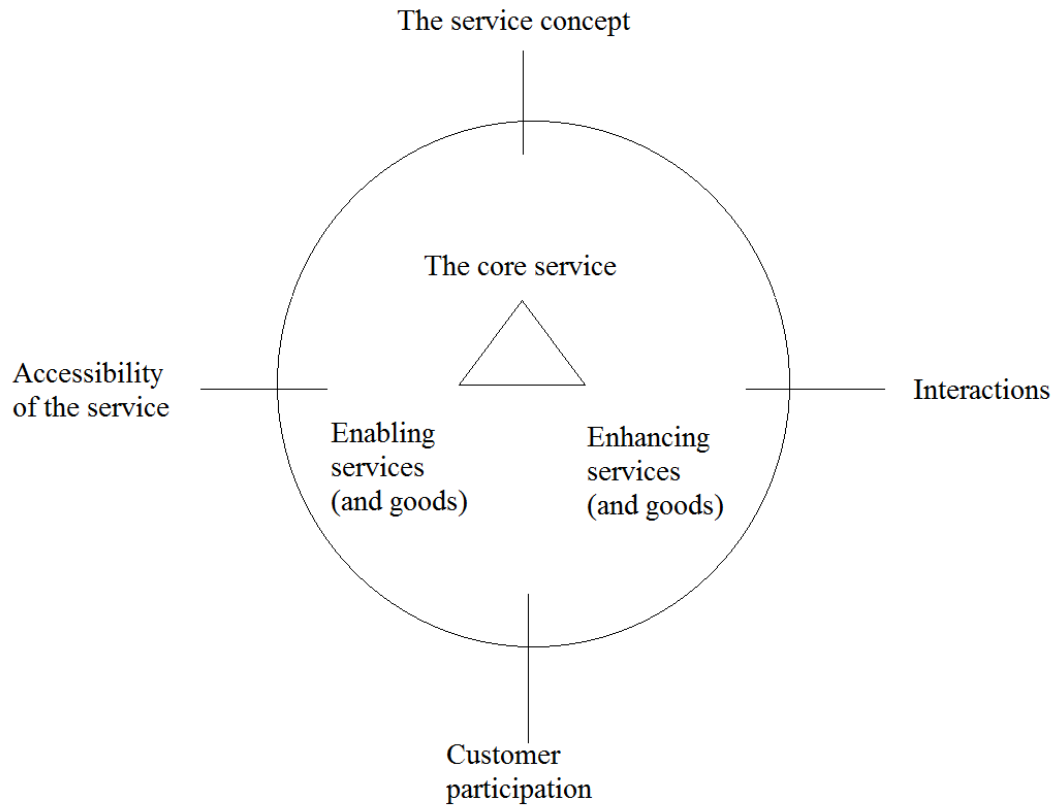 The service concept
The core service
Accessibility
of the service
Interactions
Enabling
services
(and goods)
Enhancing
services
(and goods)
Customer
participation